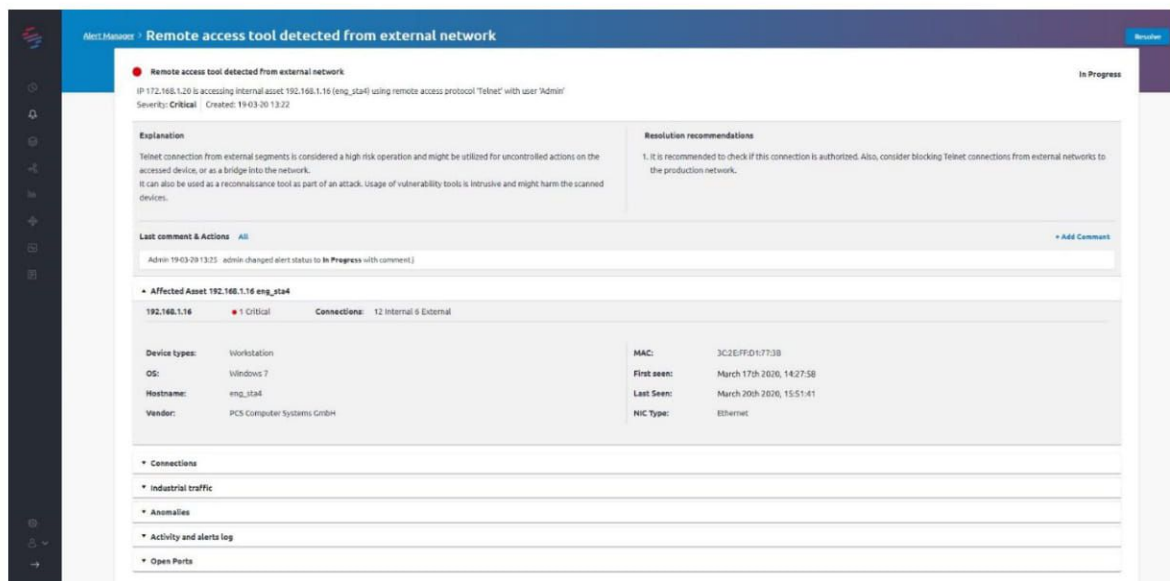 Alert Manager > Remote access tool detected from external network
Resolve
Remote access tool detected from external network
In Progress
IP 172.168.1.20 is accessing internal asset 192.168.1.16 (eng_sta4) using remote access protocol 'Telnet' with user 'Admin'
Severity: Critical | Created: 19-03-20 13:22
Explanation
Telnet connection from external segments is considered a high risk operation and might be utilized for uncontrolled actions on the
accessed device, or as a bridge into the network.
It can also be used as a reconnaissance tool as part of an attack. Usage of vulnerability tools is intrusive and might harm the scanned
devices.
Resolution recommendations
1. It is recommended to check if this connection is authorized. Also, consider blocking Telnet connections from external networks to
the production network.
Last comment & Actions All
+ Add Comment
Admin 19-03-20 13:25 admin changed alert status to In Progress with comment.)
Affected Asset 192.168.1.16 eng_sta4
192.168.1.16 1 Critical Connections: 12 Internal 6 External
Device types: Workstation
OS: Windows 7
Hostname: eng_sta4
Vendor: PCS Computer Systems GmbH
MAC: 3C:2E:FF:D1:77:3B
First seen: March 17th 2020, 14:27:58
Last Seen: March 20th 2020, 15:51:41
NIC Type: Ethernet
Connections
Industrial traffic
Anomalies
Activity and alerts log
Open Ports